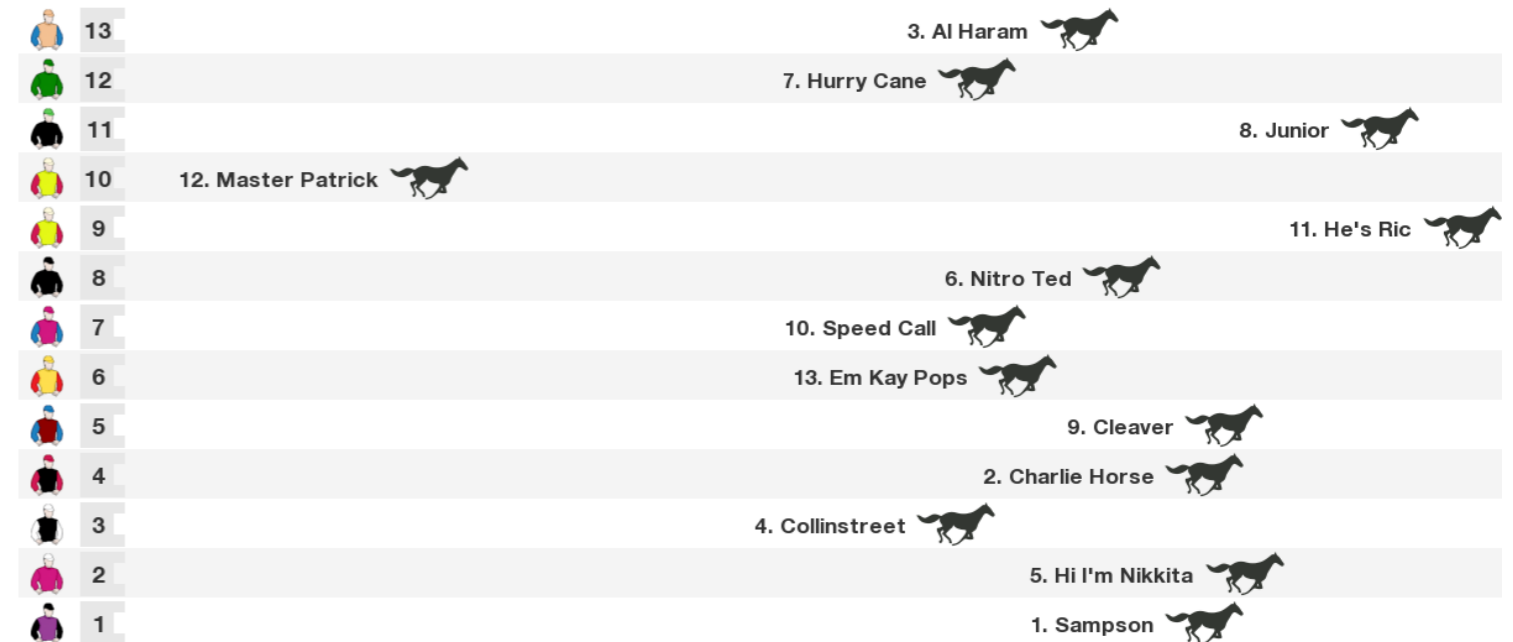 13 3. Al Haram
12 7. Hurry Cane
11 8. Junior
10 12. Master Patrick
9 11. He's Ric
8 6. Nitro Ted
7 10. Speed Call
6 13. Em Kay Pops
5 9. Cleaver
4 2. Charlie Horse
3 4. Collinstreet
2 5. Hi I'm Nikkita
1 1. Sampson